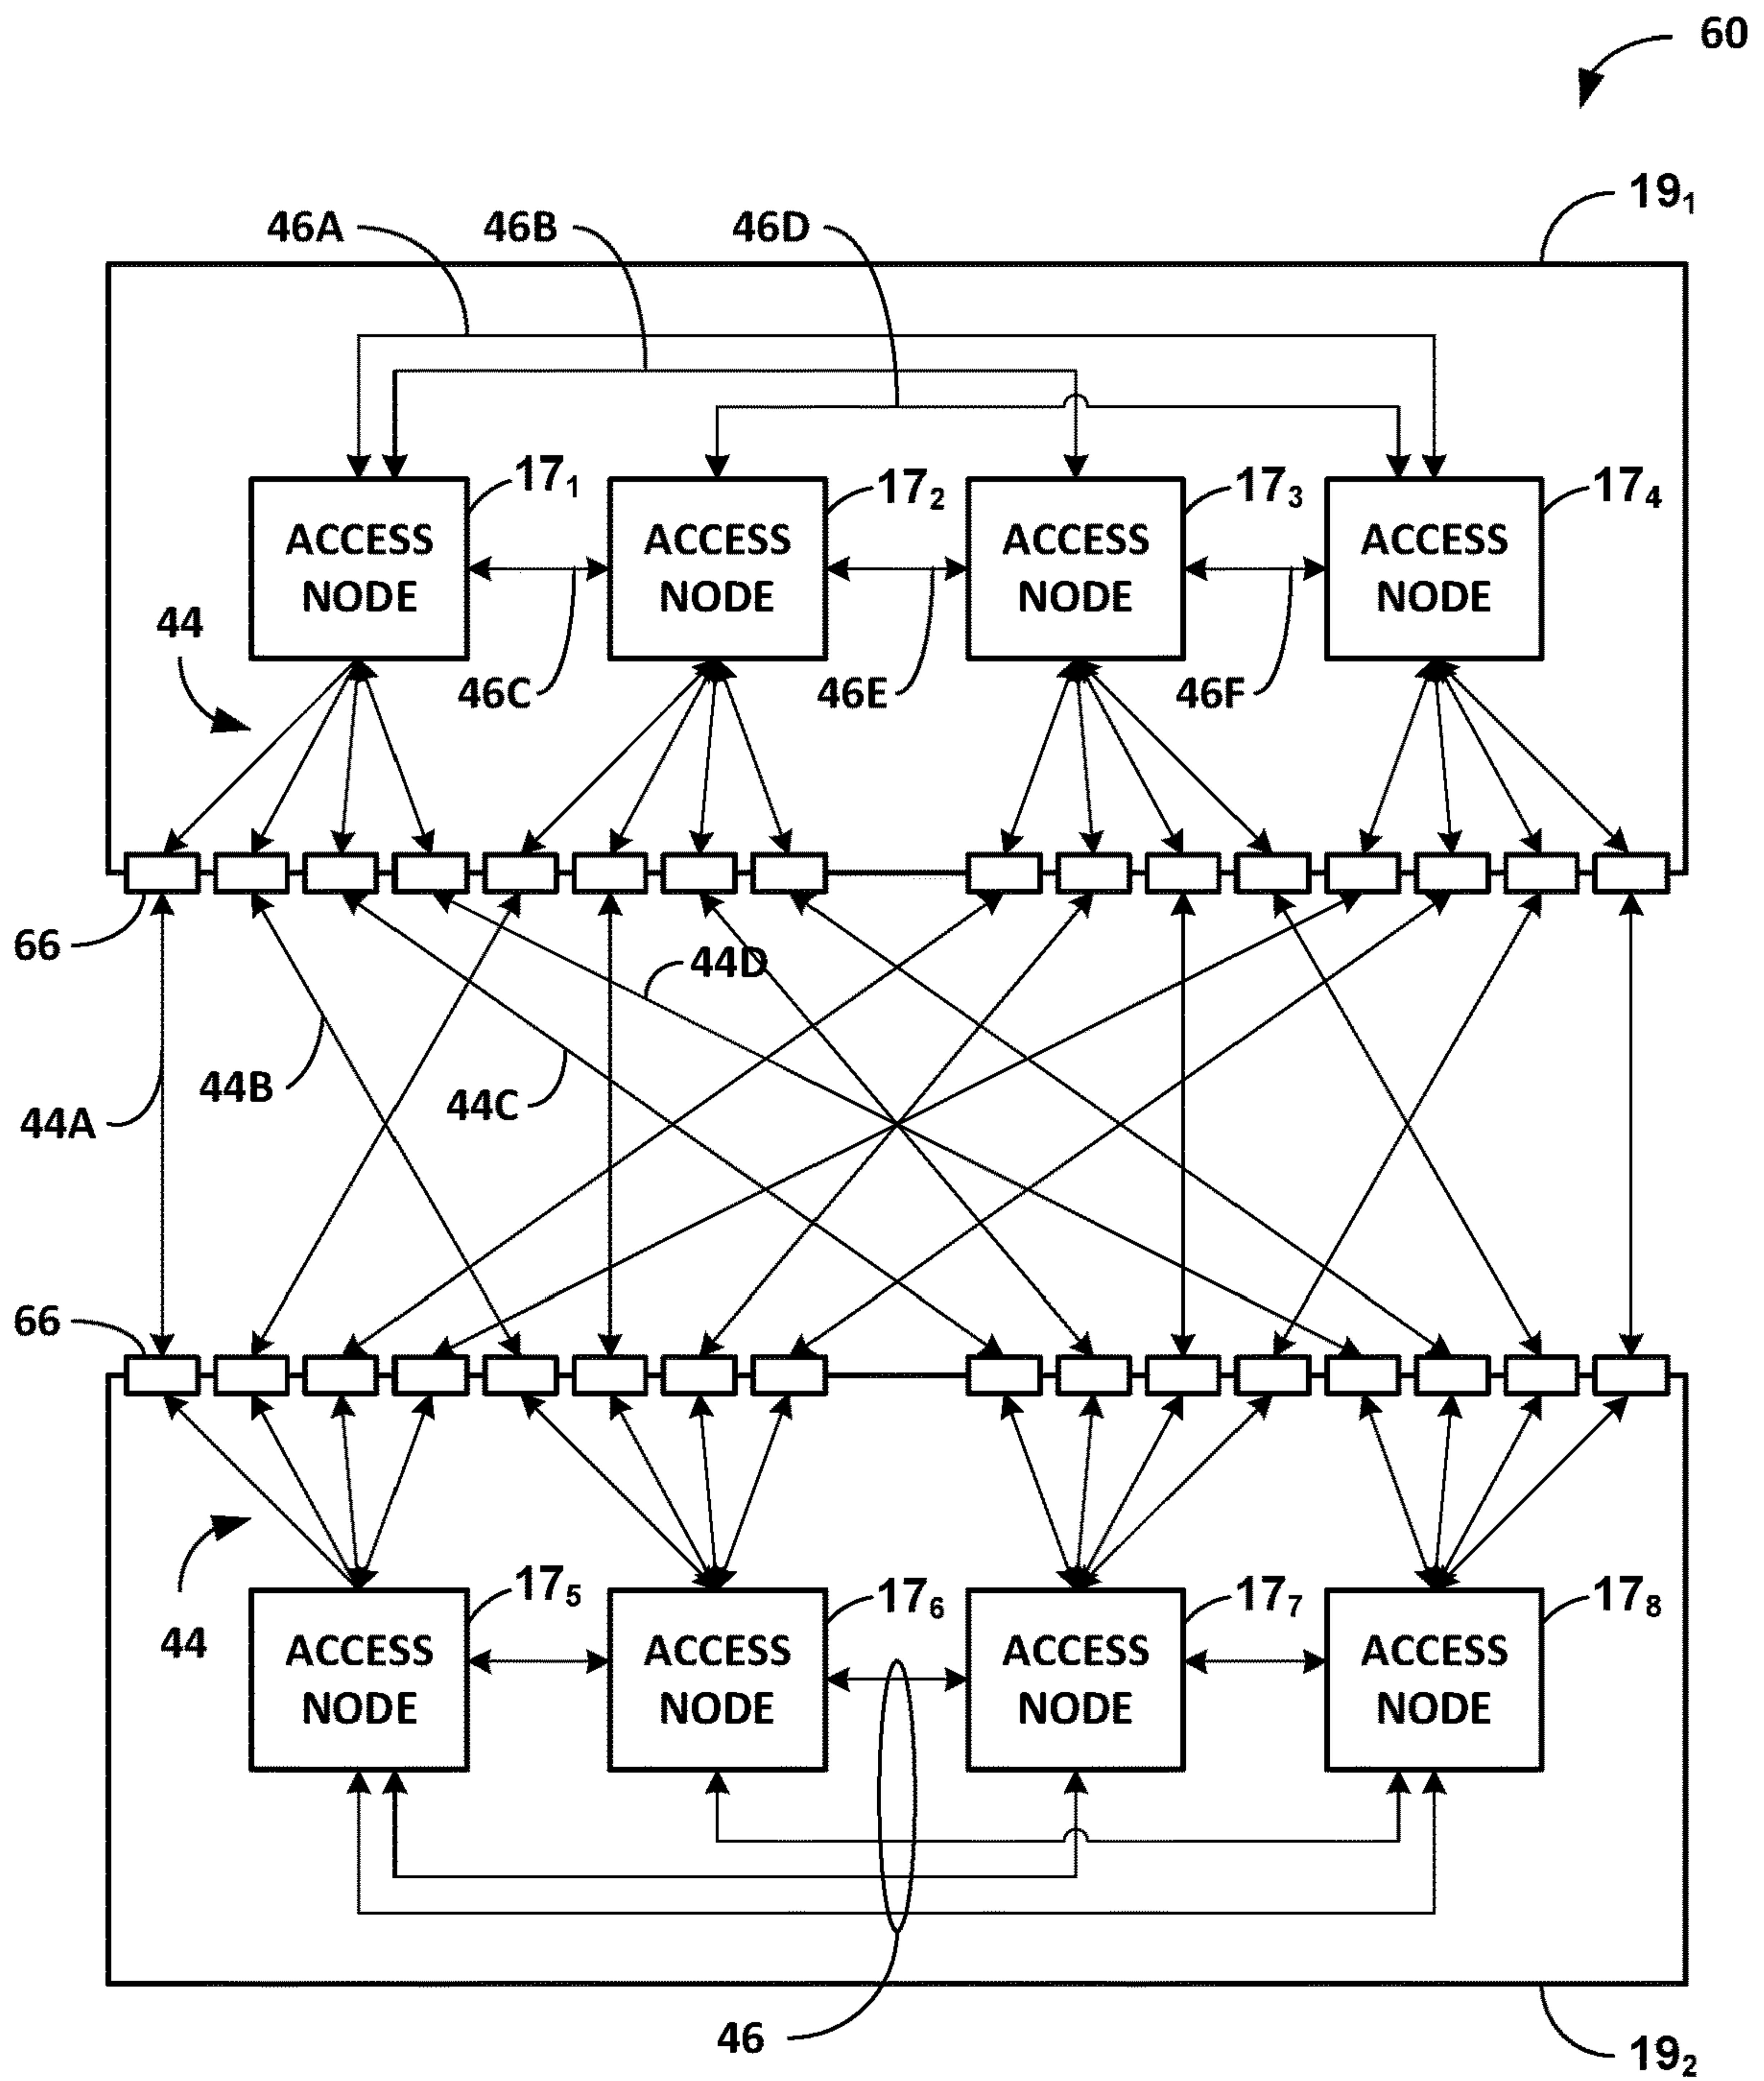 60
19₁
46A 46B 46D
17₁ 17₂ 17₃ 17₄
ACCESS NODE
ACCESS NODE
ACCESS NODE
ACCESS NODE
44
46C 46E 46F
66
44D
44B
44C
44A
66
44
17₅ 17₆ 17₇ 17₈
ACCESS NODE
ACCESS NODE
ACCESS NODE
ACCESS NODE
46
19₂